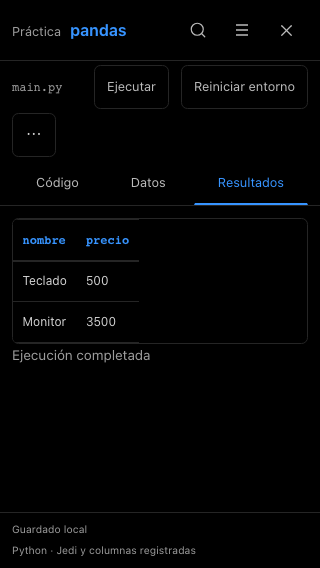 Práctica pandas
main.py Ejecutar Reiniciar entorno
...
Código Datos Resultados
nombre precio
Teclado 500
Monitor 3500
Ejecución completada
Guardado local
Python · Jedi y columnas registradas